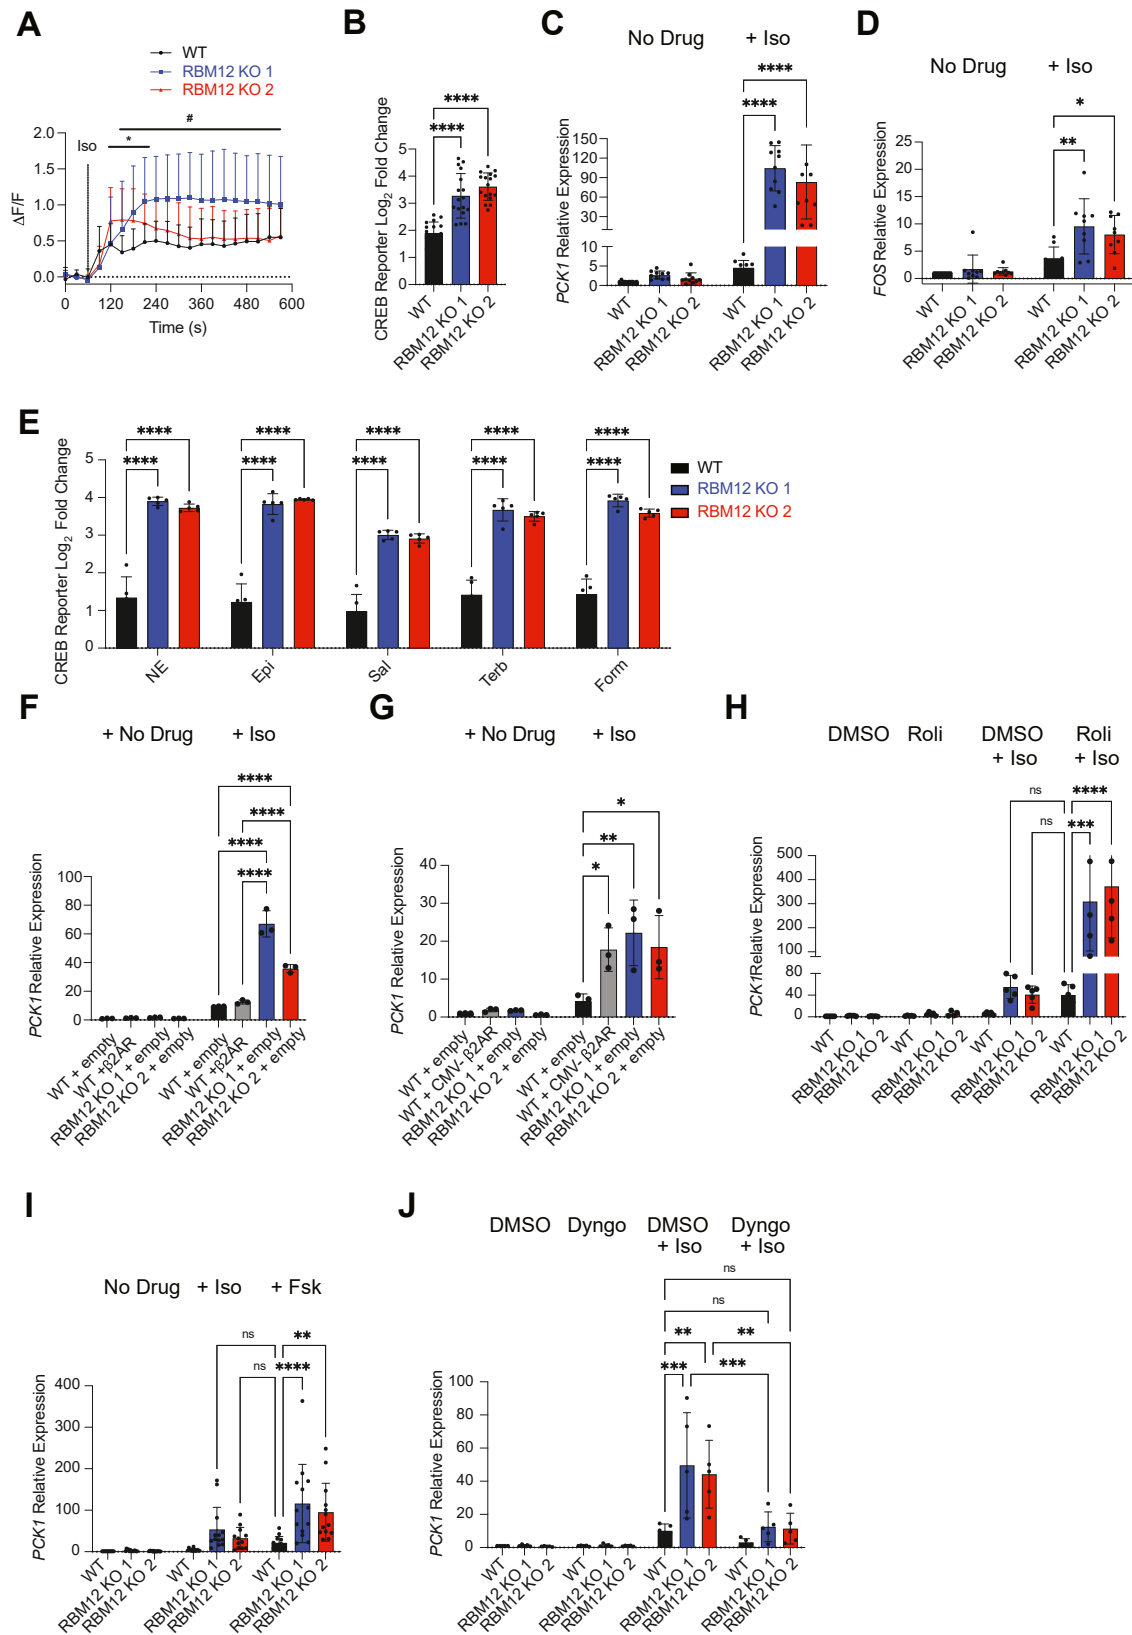 A
WT
RBM12 KO 1
RBM12 KO 2
#
*
Iso
2.0
1.5
1.0
0.5
0.0
ΔF/F
0 120 240 360 480 600
Time (s)
B
****
****
CREB Reporter Log2 Fold Change
5
4
3
2
1
0
WT
RBM12 KO 1
RBM12 KO 2
C
No Drug + Iso
****
****
PCK1 Relative Expression
150
120
90
60
30
10
5
0
WT
RBM12 KO 1
RBM12 KO 2
WT
RBM12 KO 1
RBM12 KO 2
D
No Drug + Iso
*
**
FOS Relative Expression
25
20
15
10
5
0
WT
RBM12 KO 1
RBM12 KO 2
WT
RBM12 KO 1
RBM12 KO 2
E
**** **** **** **** ****
**** **** **** **** ****
CREB Reporter Log2 Fold Change
5
4
3
2
1
0
NE Epi Sal Terb Form
WT
RBM12 KO 1
RBM12 KO 2
F
+ No Drug + Iso
****
****
****
****
PCK1 Relative Expression
100
80
60
40
20
0
WT + empty
WT +β2AR
RBM12 KO 1 + empty
RBM12 KO 2 + empty
WT + empty
WT +β2AR
RBM12 KO 1 + empty
RBM12 KO 2 + empty
G
+ No Drug + Iso
*
**
*
PCK1 Relative Expression
40
30
20
10
0
WT + empty
WT + CMV- β2AR
RBM12 KO 1 + empty
RBM12 KO 2 + empty
WT + empty
WT + CMV- β2AR
RBM12 KO 1 + empty
RBM12 KO 2 + empty
H
DMSO Roli DMSO Roli
+ Iso + Iso
ns ****
ns ***
PCK1Relative Expression
500
400
300
200
100
80
40
0
WT
RBM12 KO 1
RBM12 KO 2
WT
RBM12 KO 1
RBM12 KO 2
WT
RBM12 KO 1
RBM12 KO 2
WT
RBM12 KO 1
RBM12 KO 2
I
No Drug + Iso + Fsk
ns **
ns ****
PCK1 Relative Expression
400
300
200
100
0
WT
RBM12 KO 1
RBM12 KO 2
WT
RBM12 KO 1
RBM12 KO 2
WT
RBM12 KO 1
RBM12 KO 2
J
DMSO Dyngo DMSO Dyngo
+ Iso + Iso
ns
ns
** **
*** ***
PCK1 Relative Expression
100
80
60
40
20
0
WT
RBM12 KO 1
RBM12 KO 2
WT
RBM12 KO 1
RBM12 KO 2
WT
RBM12 KO 1
RBM12 KO 2
WT
RBM12 KO 1
RBM12 KO 2